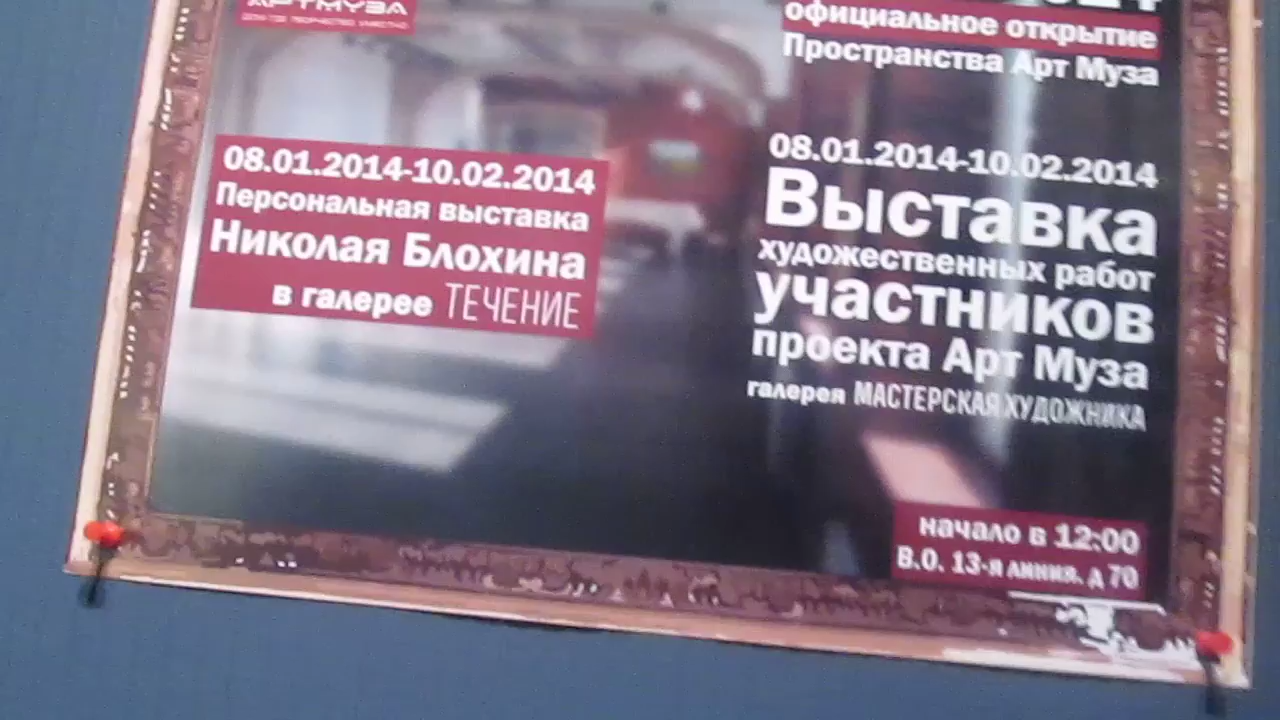 АРТМУЗА
официальное открытие
Пространства Арт Муза
08.01.2014-10.02.2014
Персональная выставка
Николая Блохина
в галерее ТЕЧЕНИЕ
08.01.2014-10.02.2014
Выставка
художественных работ
участников
проекта Арт Муза
галерея МАСТЕРСКАЯ ХУДОЖНИКА
начало в 12:00
В.О. 13-я линия. д 70